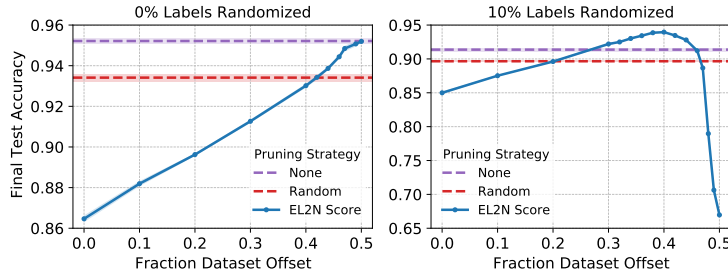 0% Labels Randomized
Final Test Accuracy
0.96
0.94
0.92
0.90
0.88
0.86
Pruning Strategy
None
Random
EL2N Score
0.0 0.1 0.2 0.3 0.4 0.5
Fraction Dataset Offset
10% Labels Randomized
0.95
0.90
0.85
0.80
0.75
0.70
0.65
Pruning Strategy
None
Random
EL2N Score
0.0 0.1 0.2 0.3 0.4 0.5
Fraction Dataset Offset